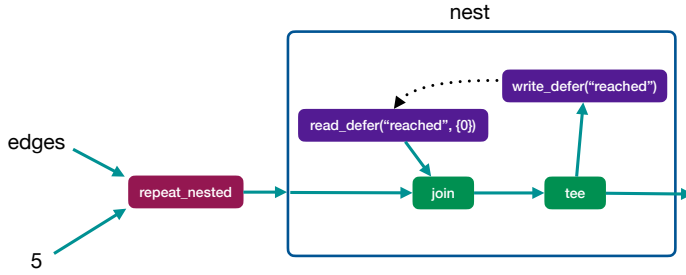 nest
write_defer(“reached”)
read_defer(“reached”, {0})
edges
repeat_nested
join
tee
5